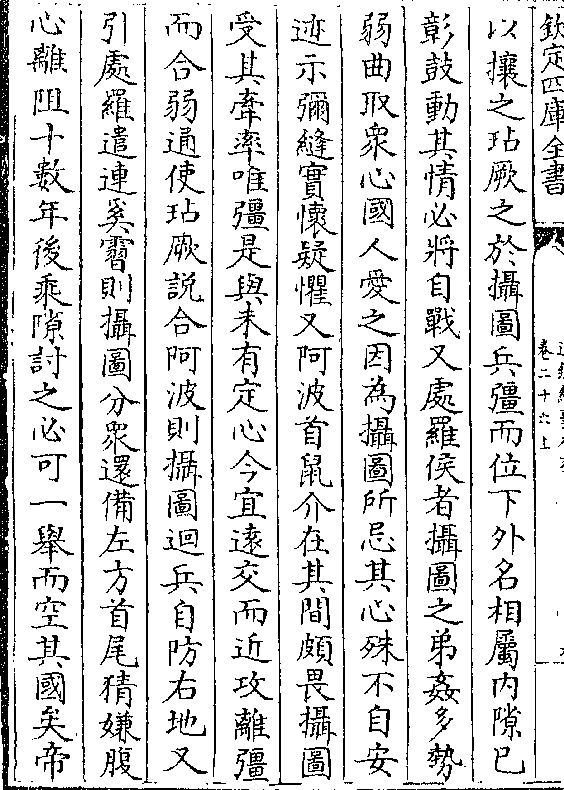 欽定四庫全書
卷二十六上
以攘之玷厥之於攝圖兵彊而位下外名相屬内隙已
彰鼓動其情必將自戰又處羅侯者攝圖之弟姦多勢
弱曲取衆心國人愛之因為攝圖所忌其心殊不自安
迹示彌縫實懷疑懼又阿波首鼠介在其間頗畏攝圖
受其牽率唯彊是與未有定心今宜逺交而近攻離彊
而合弱通使玷厥説合阿波則攝圖迴兵自防右地又
引處羅遣連奚霫則攝圖分衆還備左方首尾猜嫌腹
心離阻十數年後乘隙討之必可一舉而空其國矣帝